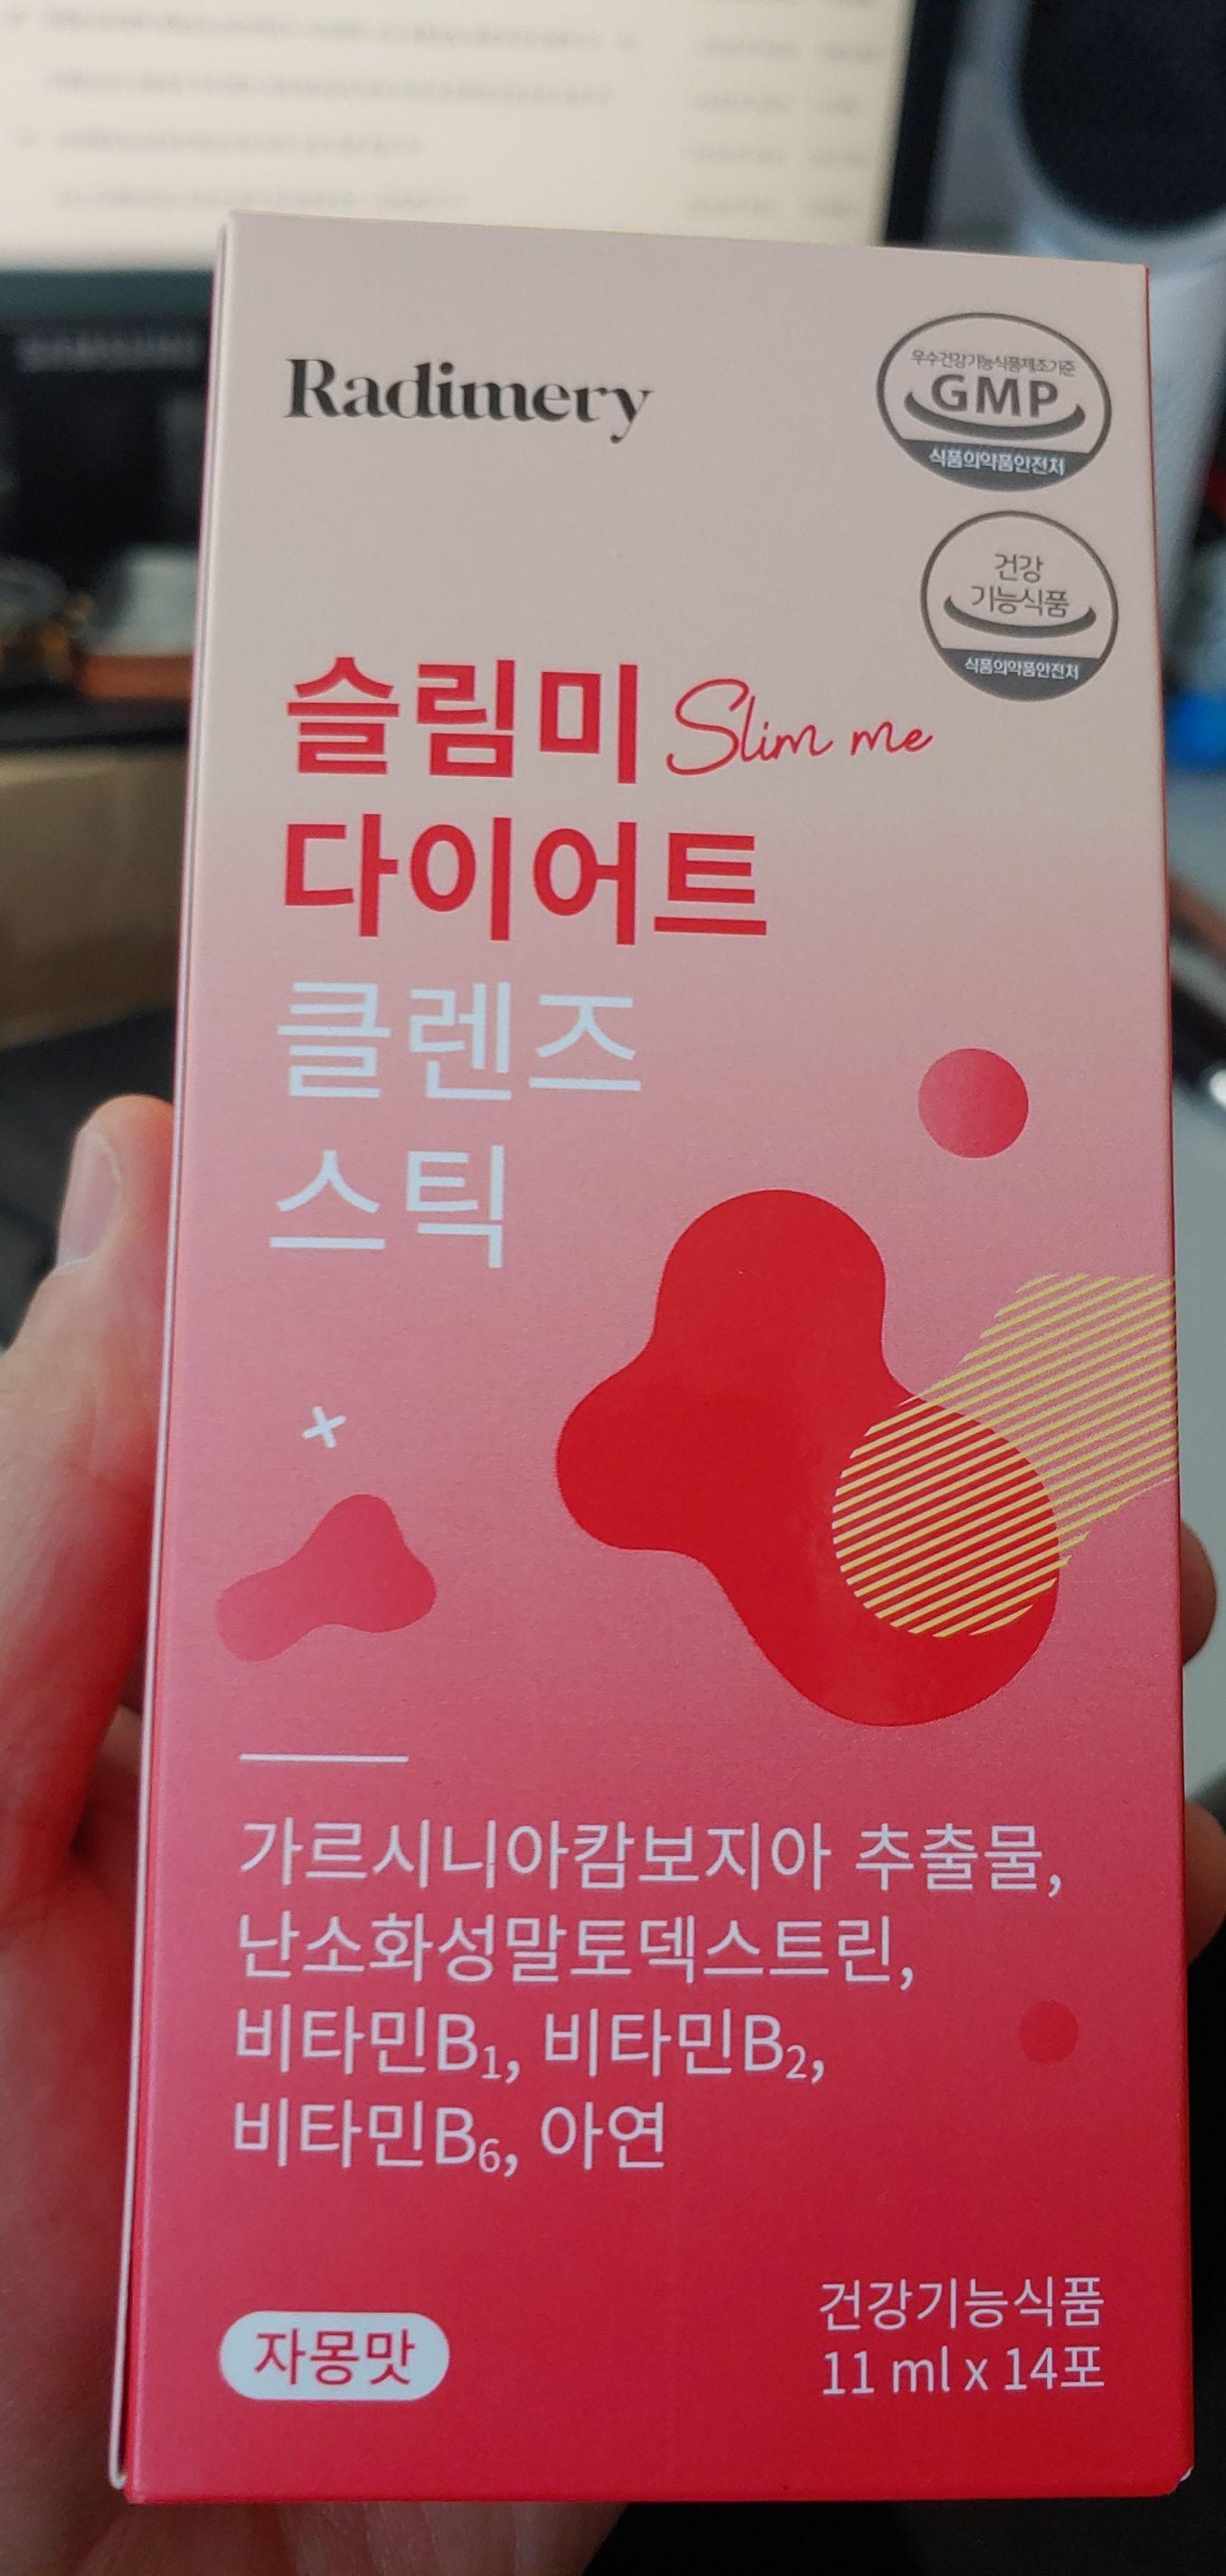 Radimery
우수건강기능식품제조기준
GMP
식품의약품안전처
건강
기능식품
식품의약품안전처
슬림미 Slim me
다이어트
클렌즈
스틱
가르시니아캄보지아 추출물,
난소화성말토덱스트린,
비타민B₁, 비타민B₂,
비타민B₆, 아연
자몽맛
건강기능식품
11 ml x 14포